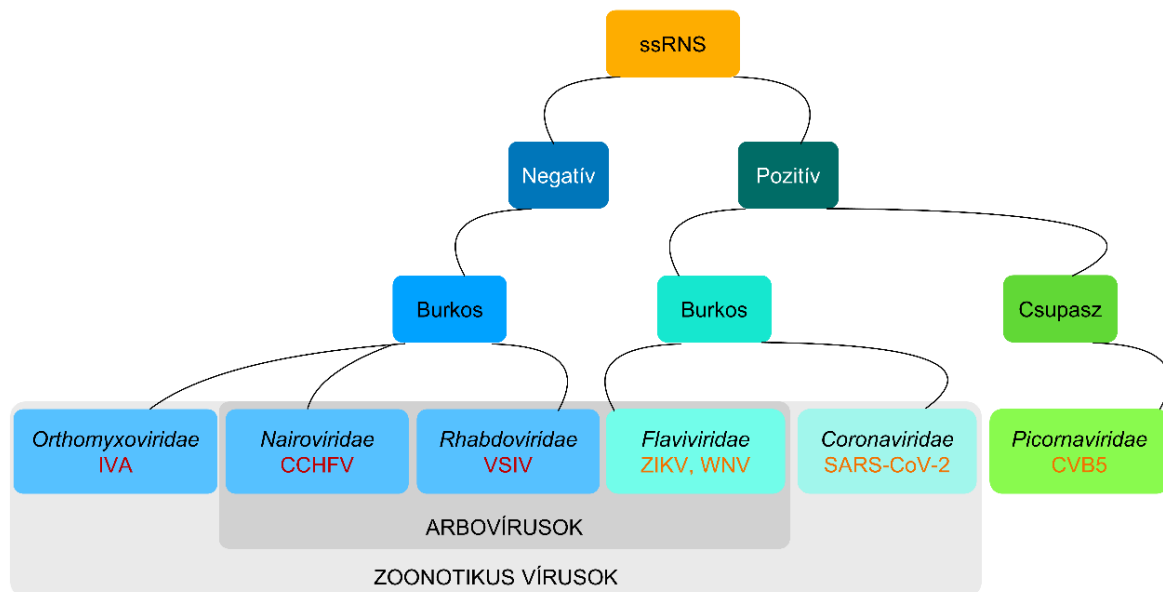 ssRNS
Negatív
Pozitív
Burkos
Burkos
Csupasz
Orthomyxoviridae
IVA
Nairoviridae
CCHFV
Rhabdoviridae
VSIV
Flaviviridae
ZIKV, WNV
Coronaviridae
SARS-CoV-2
Picornaviridae
CVB5
ARBOVÍRUSOK
ZOONOTIKUS VÍRUSOK